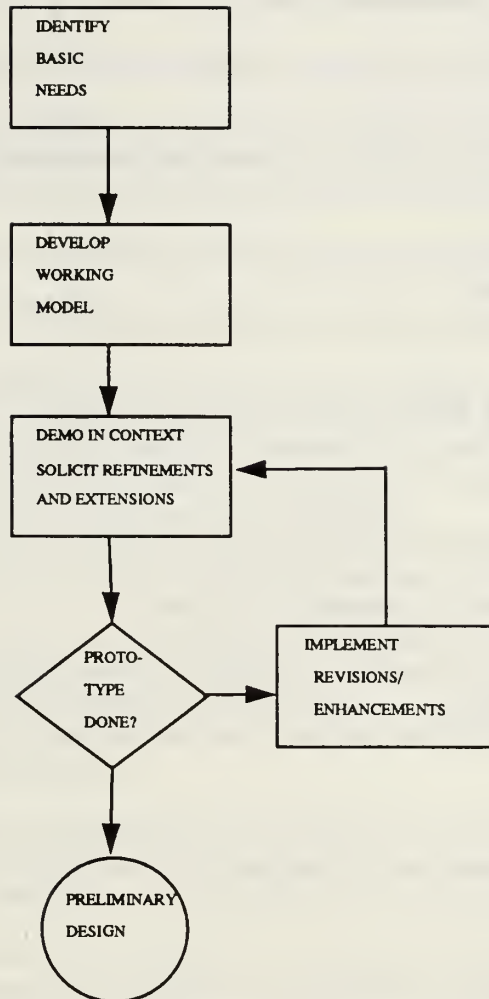 IDENTIFY
BASIC
NEEDS
DEVELOP
WORKING
MODEL
DEMO IN CONTEXT
SOLICIT REFINEMENTS
AND EXTENSIONS
PROTO-
TYPE
DONE?
IMPLEMENT
REVISIONS/
ENHANCEMENTS
PRELIMINARY
DESIGN